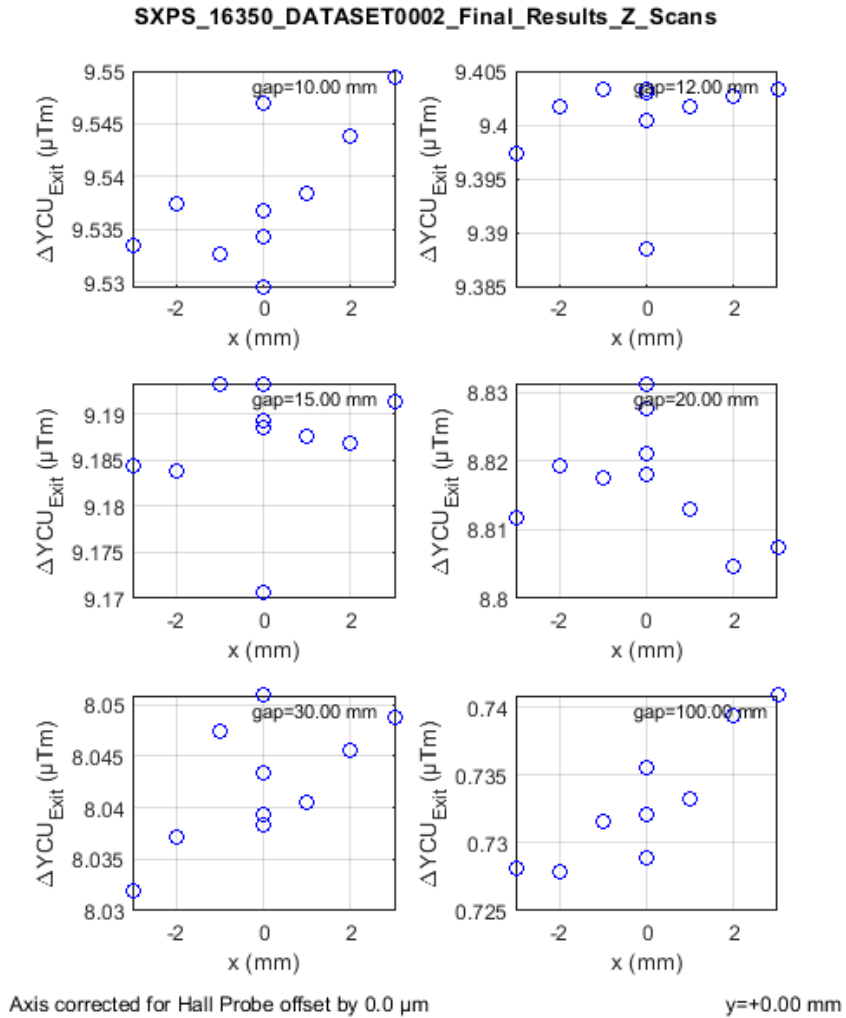 SXPS_16350_DATASET0002_Final_Results_Z_Scans
gap=10.00 mm
9.55
9.545
9.54
9.535
9.53
ΔYCU_Exit (µTm)
-2 0 2
x (mm)
gap=12.00 mm
9.405
9.4
9.395
9.39
9.385
ΔYCU_Exit (µTm)
-2 0 2
x (mm)
gap=15.00 mm
9.19
9.185
9.18
9.175
9.17
ΔYCU_Exit (µTm)
-2 0 2
x (mm)
gap=20.00 mm
8.83
8.82
8.81
8.8
ΔYCU_Exit (µTm)
-2 0 2
x (mm)
gap=30.00 mm
8.05
8.045
8.04
8.035
8.03
ΔYCU_Exit (µTm)
-2 0 2
x (mm)
gap=100.00 mm
0.74
0.735
0.73
0.725
ΔYCU_Exit (µTm)
-2 0 2
x (mm)
Axis corrected for Hall Probe offset by 0.0 µm
y=+0.00 mm